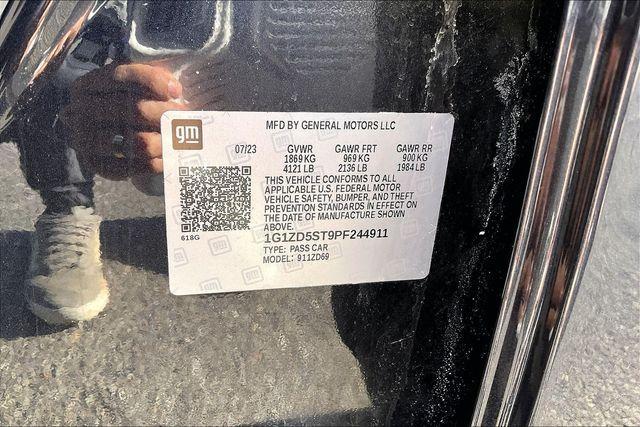 gm
MFD BY GENERAL MOTORS LLC
07/23 GVWR GAWR FRT GAWR RR
1869 KG 969 KG 900 KG
4121 LB 2136 LB 1984 LB
THIS VEHICLE CONFORMS TO ALL
APPLICABLE U.S. FEDERAL MOTOR
VEHICLE SAFETY, BUMPER, AND THEFT
PREVENTION STANDARDS IN EFFECT ON
THE DATE OF MANUFACTURE SHOWN
ABOVE.
618G
1G1ZD5ST9PF244911
TYPE: PASS CAR
MODEL: 911ZD69